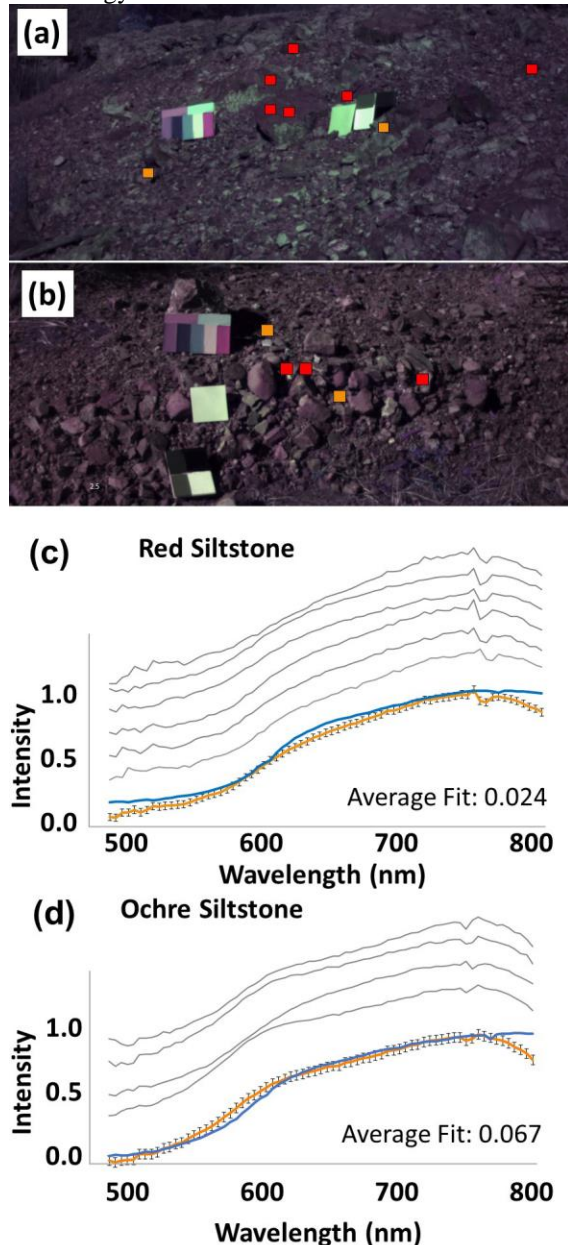 (a)
(b)
2.5
(c) Red Siltstone
1.0
0.5
0.0
Intensity
Average Fit: 0.024
500 600 700 800
Wavelength (nm)
(d) Ochre Siltstone
1.0
0.5
0.0
Intensity
Average Fit: 0.067
500 600 700 800
Wavelength (nm)